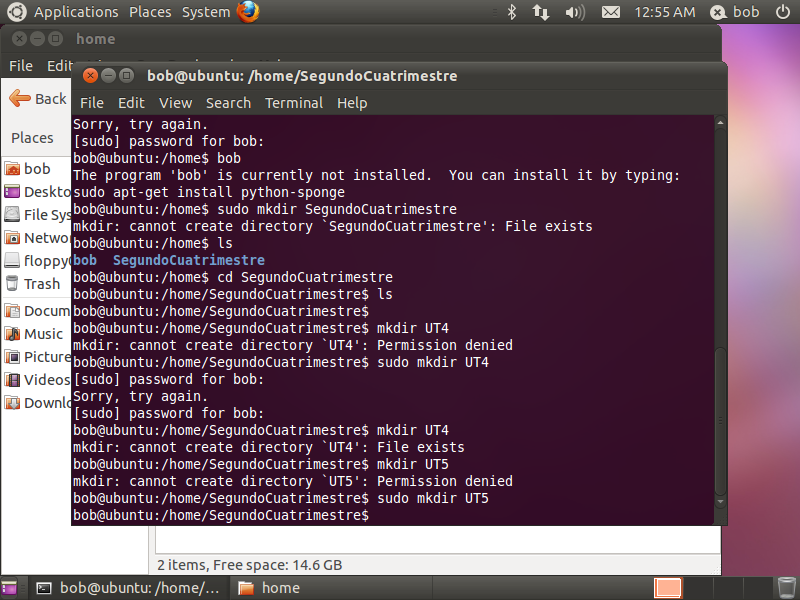 Applications Places System 12:55 AM bob
home
File Edit
bob@ubuntu: /home/SegundoCuatrimestre
File Edit View Search Terminal Help
Back
Places
bob
Deskto
File Sys
Netwo
floppy
Trash
Docum
Music
Picture
Videos
Downlo
Sorry, try again.
[sudo] password for bob:
bob@ubuntu:/home$ bob
The program 'bob' is currently not installed.  You can install it by typing:
sudo apt-get install python-sponge
bob@ubuntu:/home$ sudo mkdir SegundoCuatrimestre
mkdir: cannot create directory `SegundoCuatrimestre': File exists
bob@ubuntu:/home$ ls
bob  SegundoCuatrimestre
bob@ubuntu:/home$ cd SegundoCuatrimestre
bob@ubuntu:/home/SegundoCuatrimestre$ ls
bob@ubuntu:/home/SegundoCuatrimestre$
bob@ubuntu:/home/SegundoCuatrimestre$ mkdir UT4
mkdir: cannot create directory `UT4': Permission denied
bob@ubuntu:/home/SegundoCuatrimestre$ sudo mkdir UT4
[sudo] password for bob:
Sorry, try again.
[sudo] password for bob:
bob@ubuntu:/home/SegundoCuatrimestre$ mkdir UT4
mkdir: cannot create directory `UT4': File exists
bob@ubuntu:/home/SegundoCuatrimestre$ mkdir UT5
mkdir: cannot create directory `UT5': Permission denied
bob@ubuntu:/home/SegundoCuatrimestre$ sudo mkdir UT5
bob@ubuntu:/home/SegundoCuatrimestre$
2 items, Free space: 14.6 GB
bob@ubuntu: /home/... home